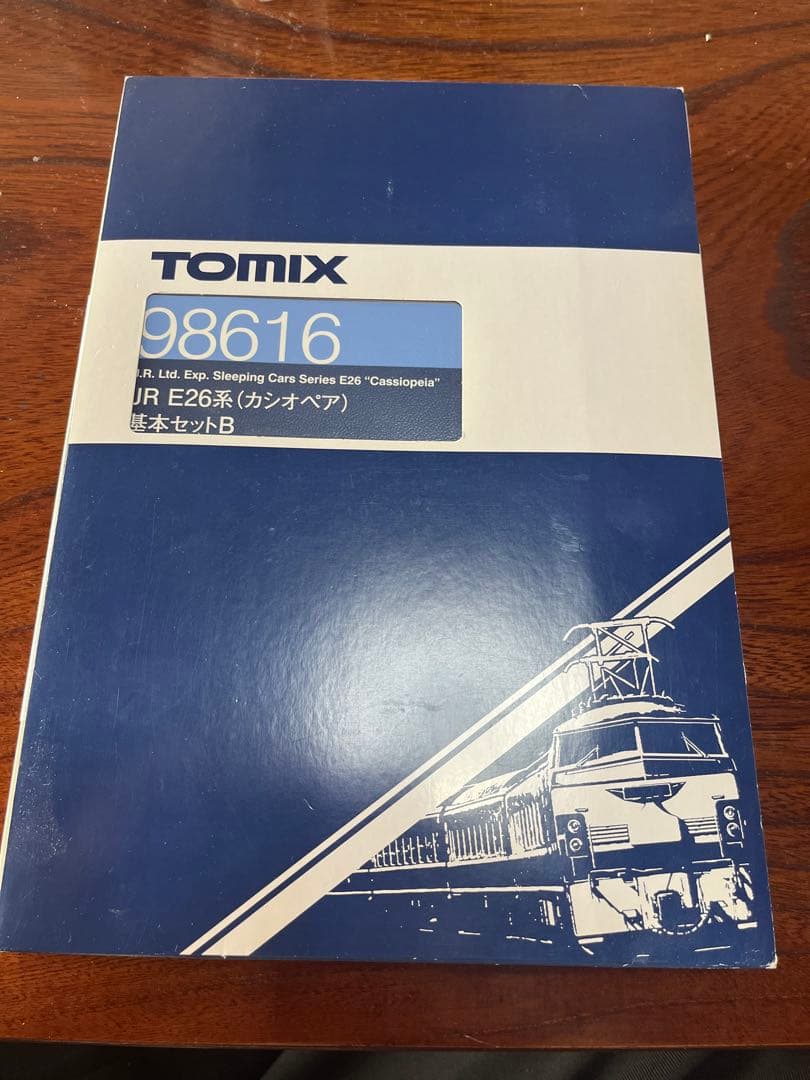 TOMIX
98616
J.R. Ltd. Exp. Sleeping Cars Series E26 "Cassiopeia"
JR E26系(カシオペア)
基本セットB